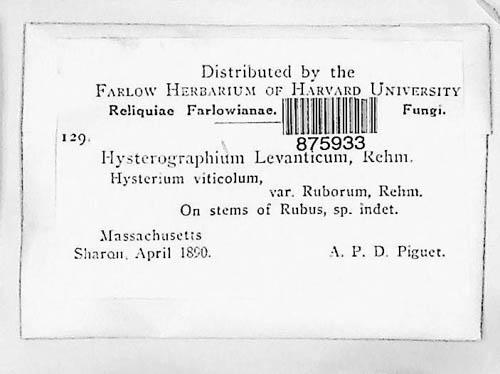 Distributed by the
FARLOW HERBARIUM OF HARVARD UNIVERSITY
Reliquiae Farlowianae. Fungi.
875933
129.
Hysterographium Levanticum, Rehm.
Hysterium viticolum,
var. Ruborum, Rehm.
On stems of Rubus, sp. indet.
Massachusetts
Sharon, April 1890. A. P. D. Piguet.